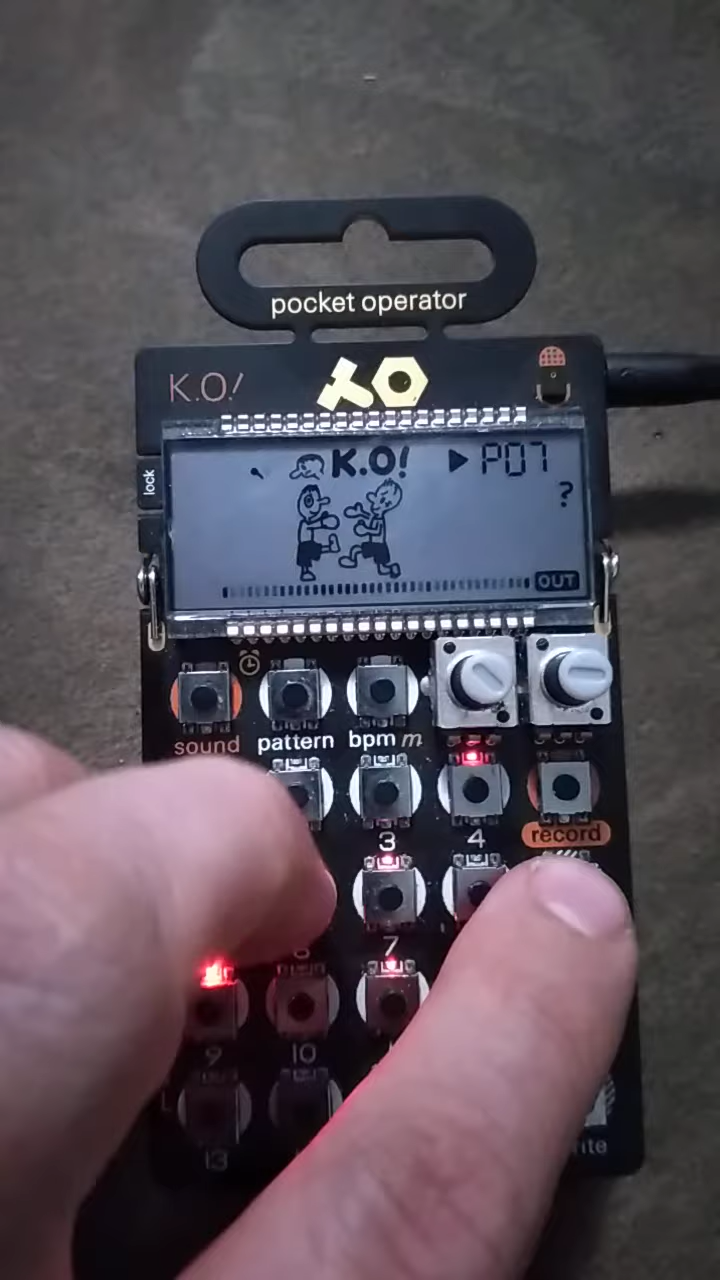 pocket operator
K.O!
lock
K.O! P07
?
OUT
sound pattern bpm m
record
3 4
7
9 10
13